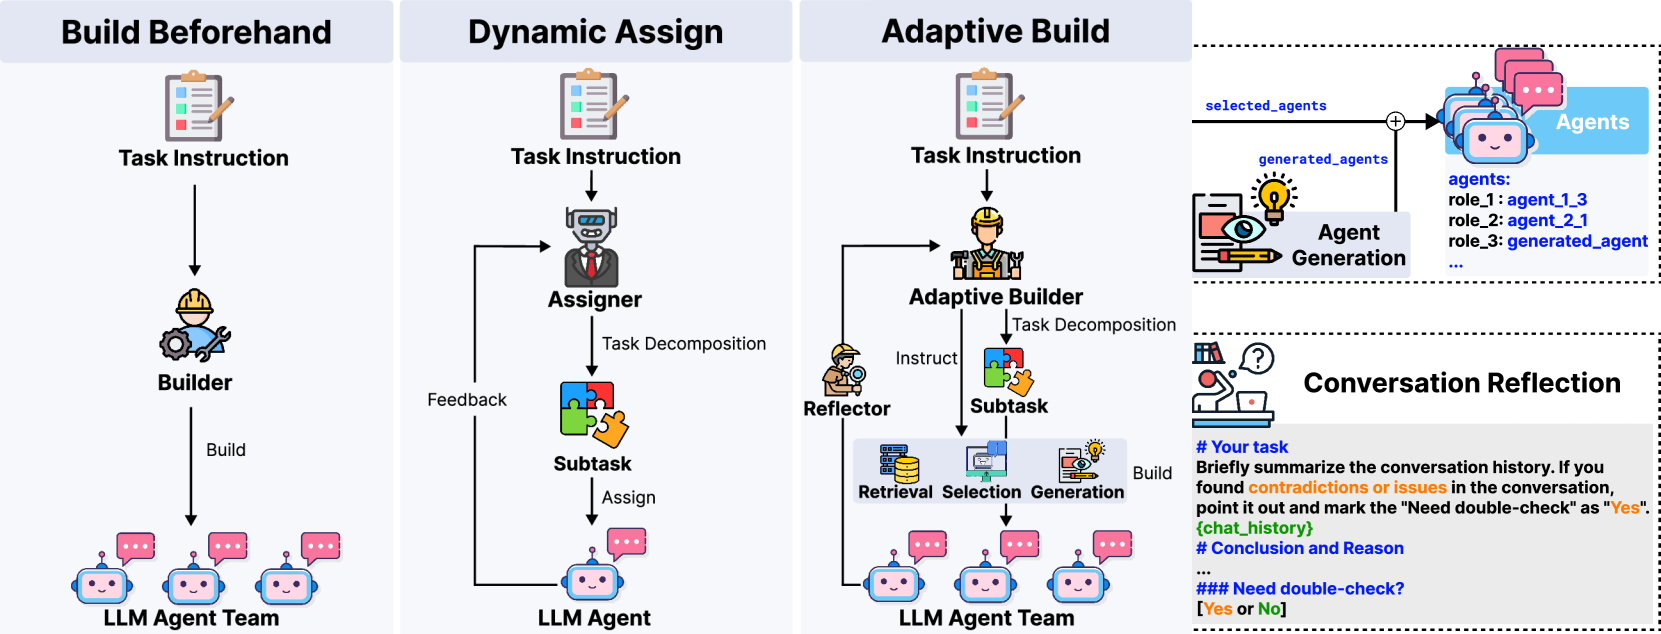 Build Beforehand
Task Instruction
Builder
Build
LLM Agent Team
Dynamic Assign
Task Instruction
Assigner
Task Decomposition
Feedback
Subtask
Assign
LLM Agent
Adaptive Build
Task Instruction
Adaptive Builder
Task Decomposition
Instruct
Reflector
Subtask
Retrieval Selection Generation
Build
LLM Agent Team
selected_agents
generated_agents
Agent
Generation
Agents
agents:
role_1 : agent_1_3
role_2: agent_2_1
role_3: generated_agent
...
Conversation Reflection
# Your task
Briefly summarize the conversation history. If you
found contradictions or issues in the conversation,
point it out and mark the "Need double-check" as "Yes".
{chat_history}
# Conclusion and Reason
...
### Need double-check?
[Yes or No]